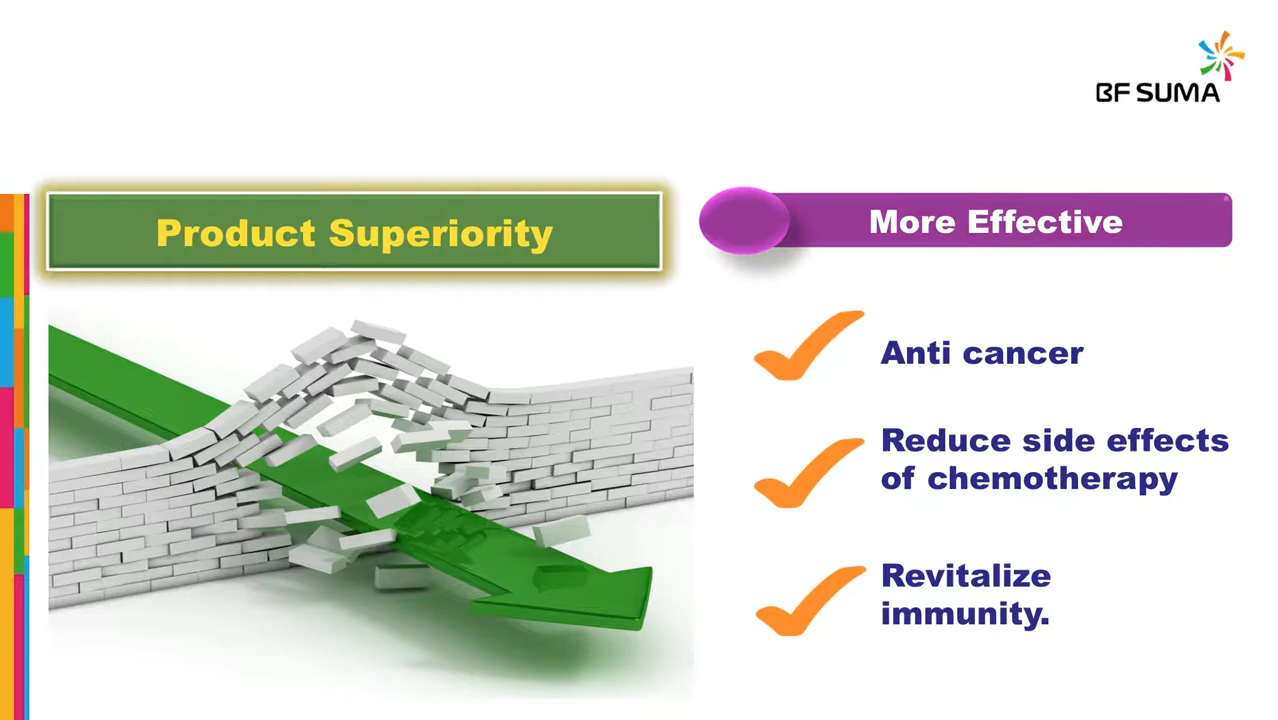 BF SUMA
Product Superiority
More Effective
Anti cancer
Reduce side effects
of chemotherapy
Revitalize
immunity.